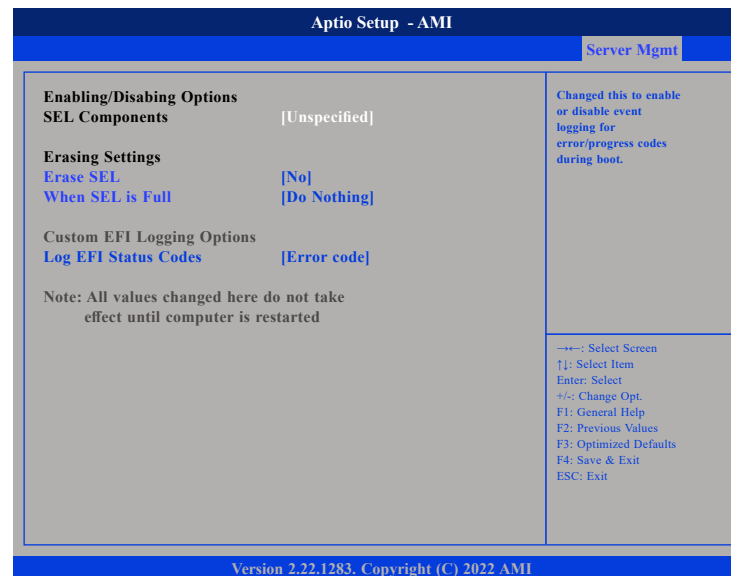 Aptio Setup - AMI
Server Mgmt
Enabling/Disabing Options
SEL Components [Unspecified]
Erasing Settings
Erase SEL [No]
When SEL is Full [Do Nothing]
Custom EFI Logging Options
Log EFI Status Codes [Error code]
Note: All values changed here do not take
effect until computer is restarted
Changed this to enable
or disable event
logging for
error/progress codes
during boot.
→←: Select Screen
↑↓: Select Item
Enter: Select
+/-: Change Opt.
F1: General Help
F2: Previous Values
F3: Optimized Defaults
F4: Save & Exit
ESC: Exit
Version 2.22.1283. Copyright (C) 2022 AMI